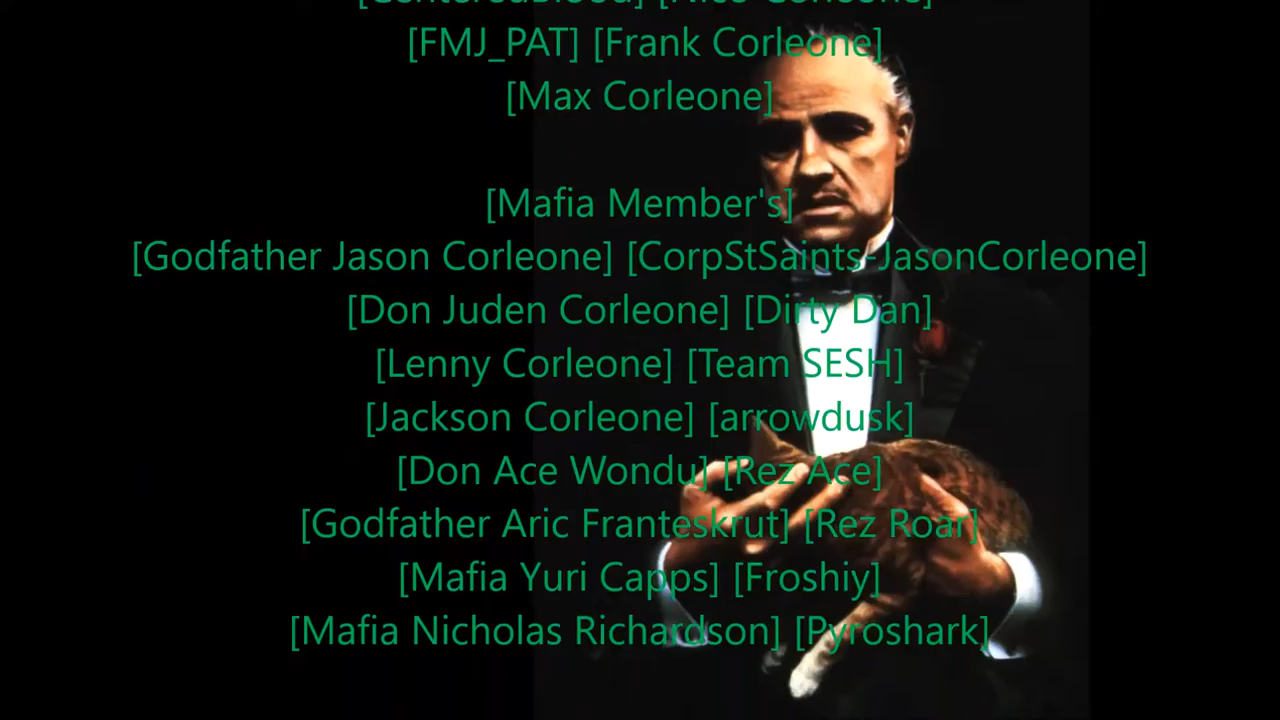 [FMJ_PAT] [Frank Corleone]
[Max Corleone]
[Mafia Member's]
[Godfather Jason Corleone] [CorpStSaints-JasonCorleone]
[Don Juden Corleone] [Dirty Dan]
[Lenny Corleone] [Team SESH]
[Jackson Corleone] [arrowdusk]
[Don Ace Wondu] [Rez Ace]
[Godfather Aric Franteskrut] [Rez Roar]
[Mafia Yuri Capps] [Froshiy]
[Mafia Nicholas Richardson] [Pyroshark]